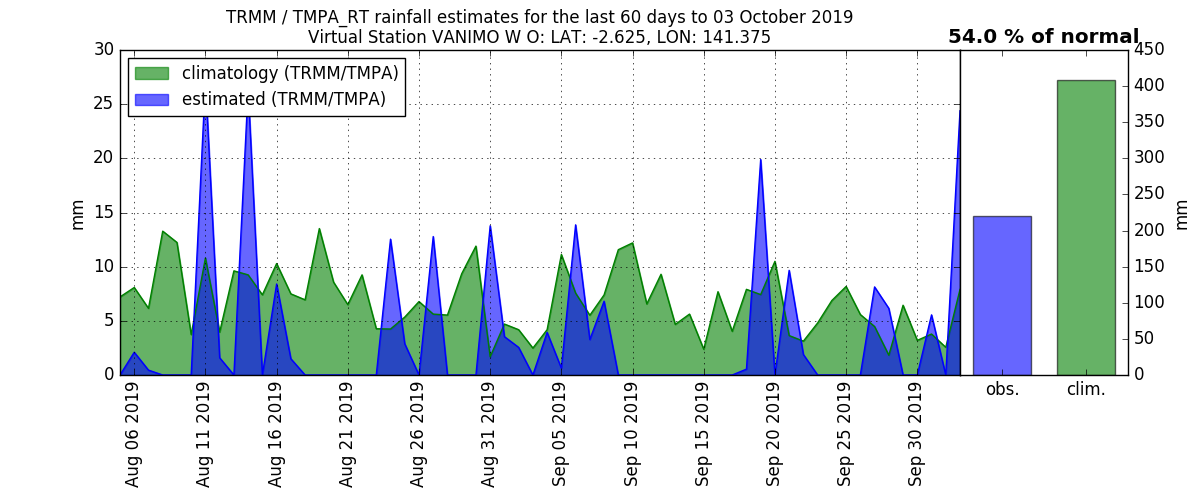 TRMM / TMPA_RT rainfall estimates for the last 60 days to 03 October 2019
Virtual Station VANIMO W O: LAT: -2.625, LON: 141.375
54.0 % of normal
climatology (TRMM/TMPA)
estimated (TRMM/TMPA)
30
25
20
15
10
5
0
mm
Aug 06 2019
Aug 11 2019
Aug 16 2019
Aug 21 2019
Aug 26 2019
Aug 31 2019
Sep 05 2019
Sep 10 2019
Sep 15 2019
Sep 20 2019
Sep 25 2019
Sep 30 2019
450
400
350
300
250
200
150
100
50
0
mm
obs.
clim.